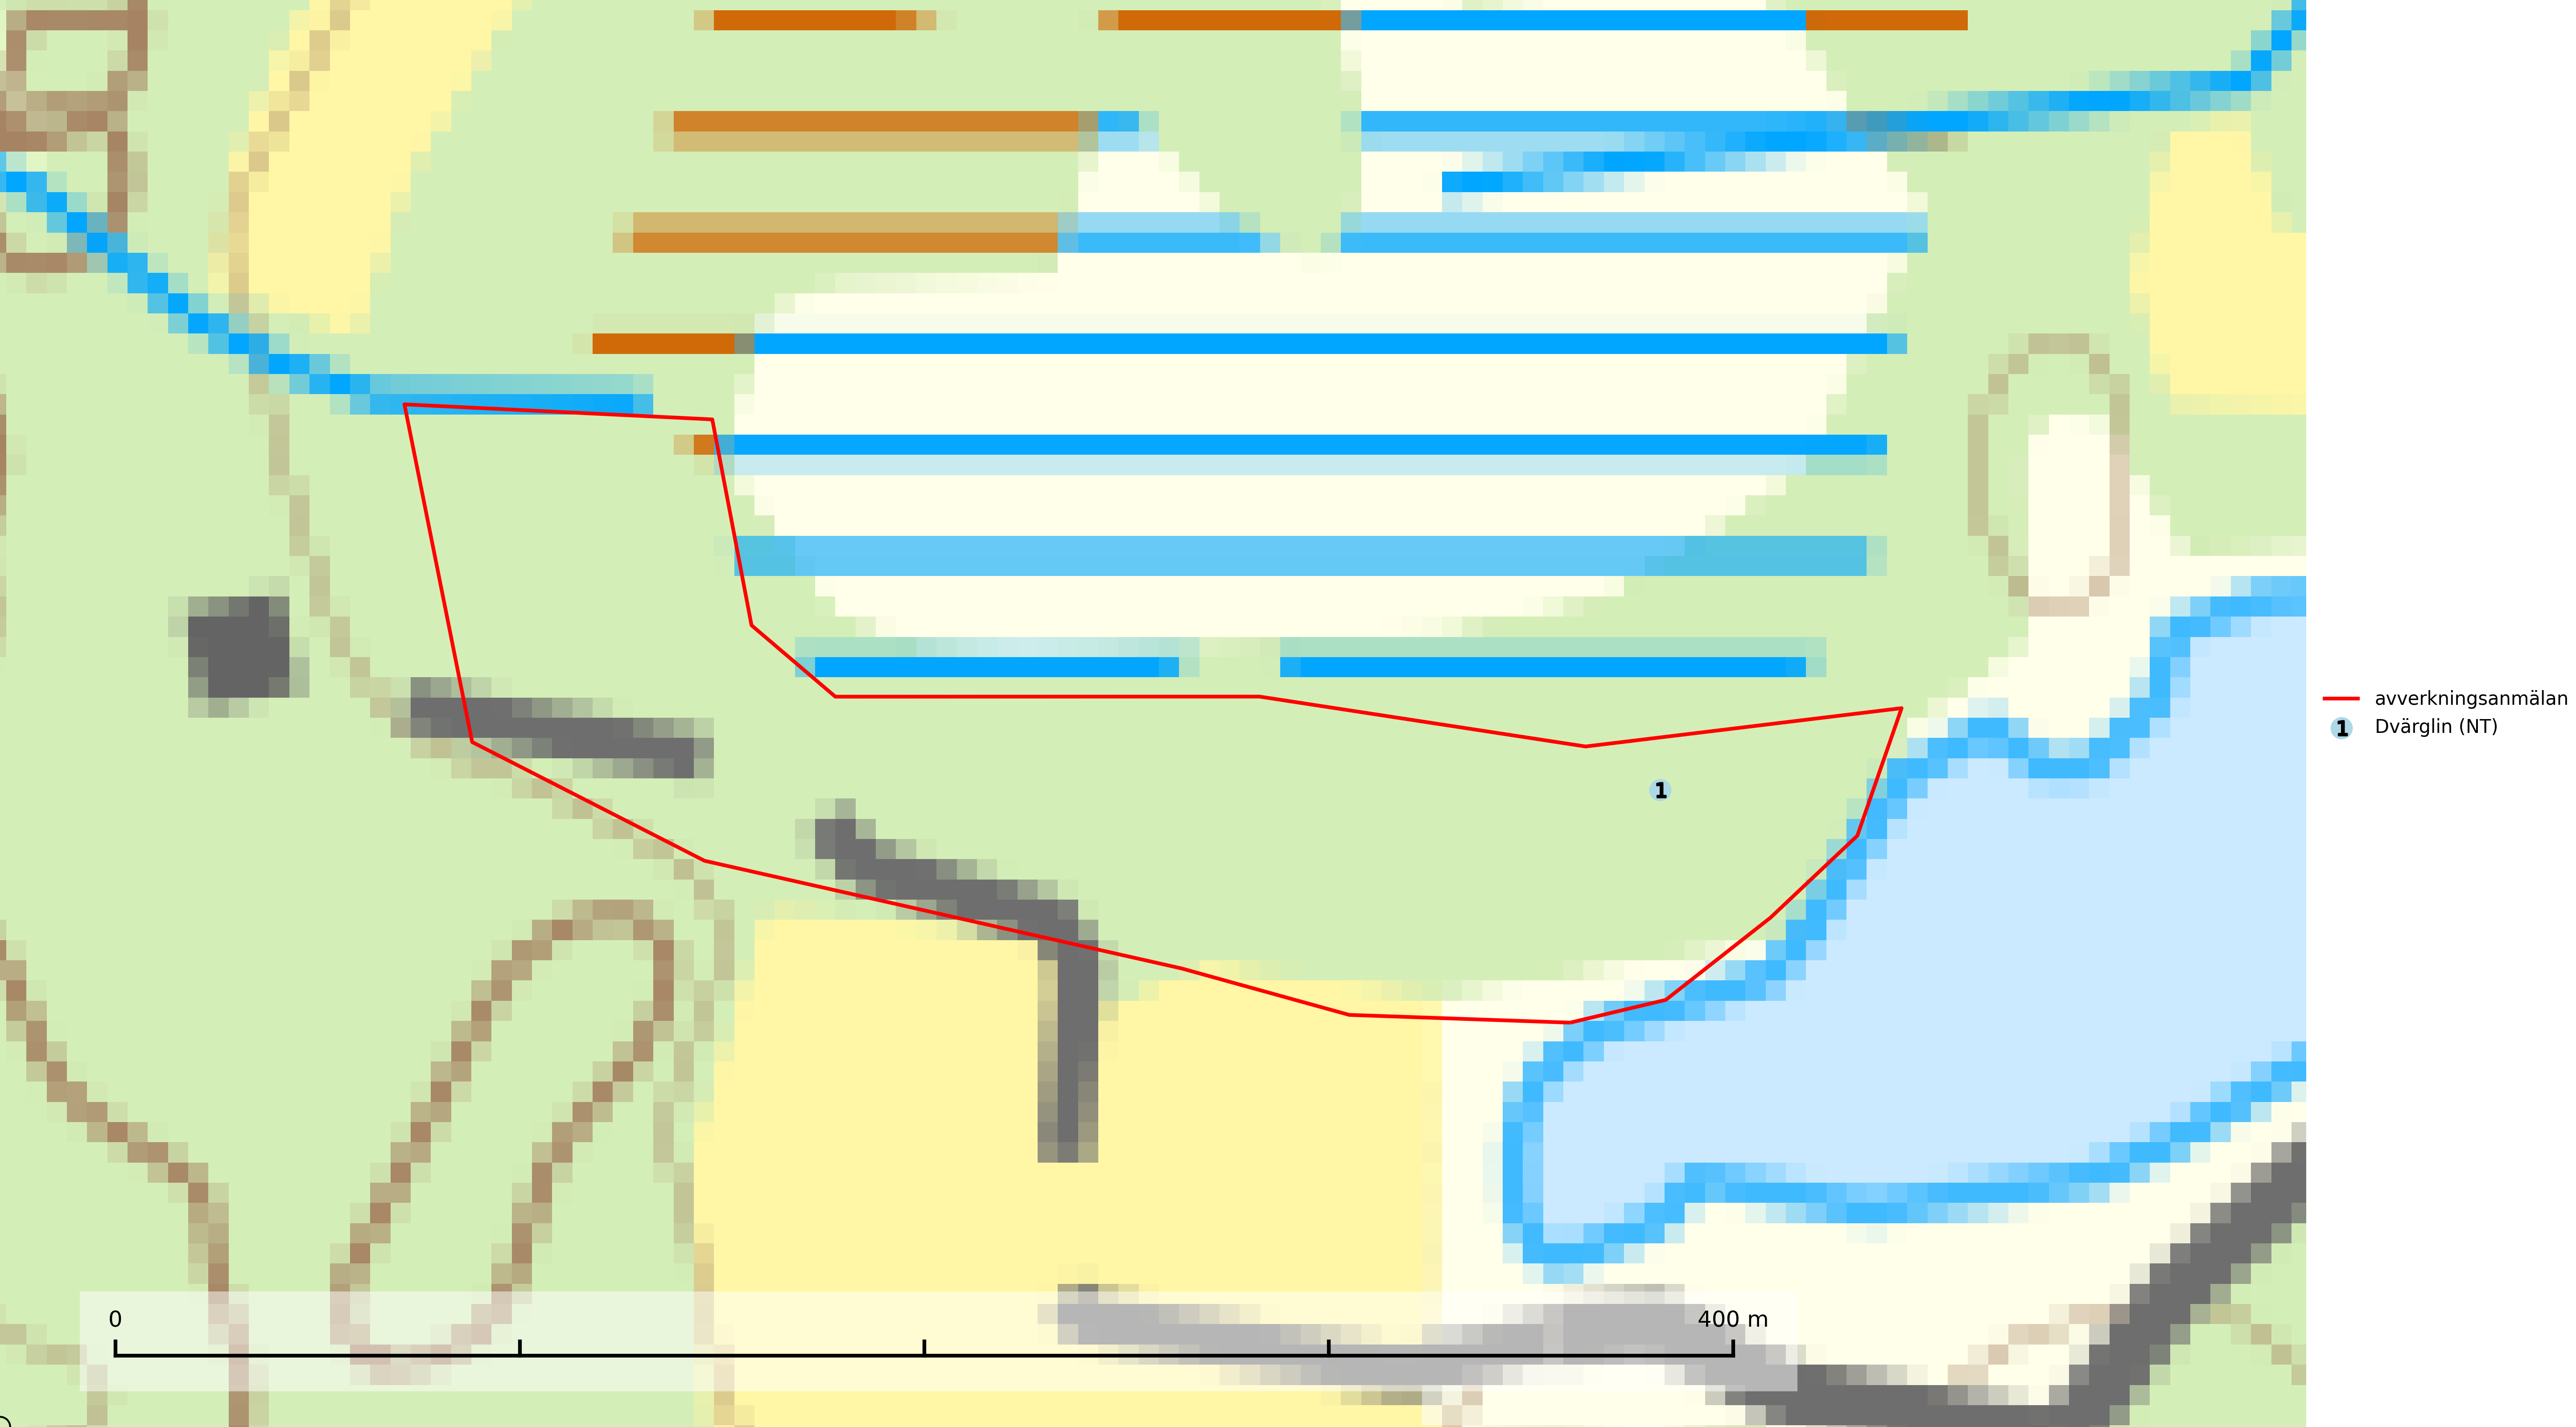 avverkningsanmälan
1 Dvärglin (NT)
1
0 400 m